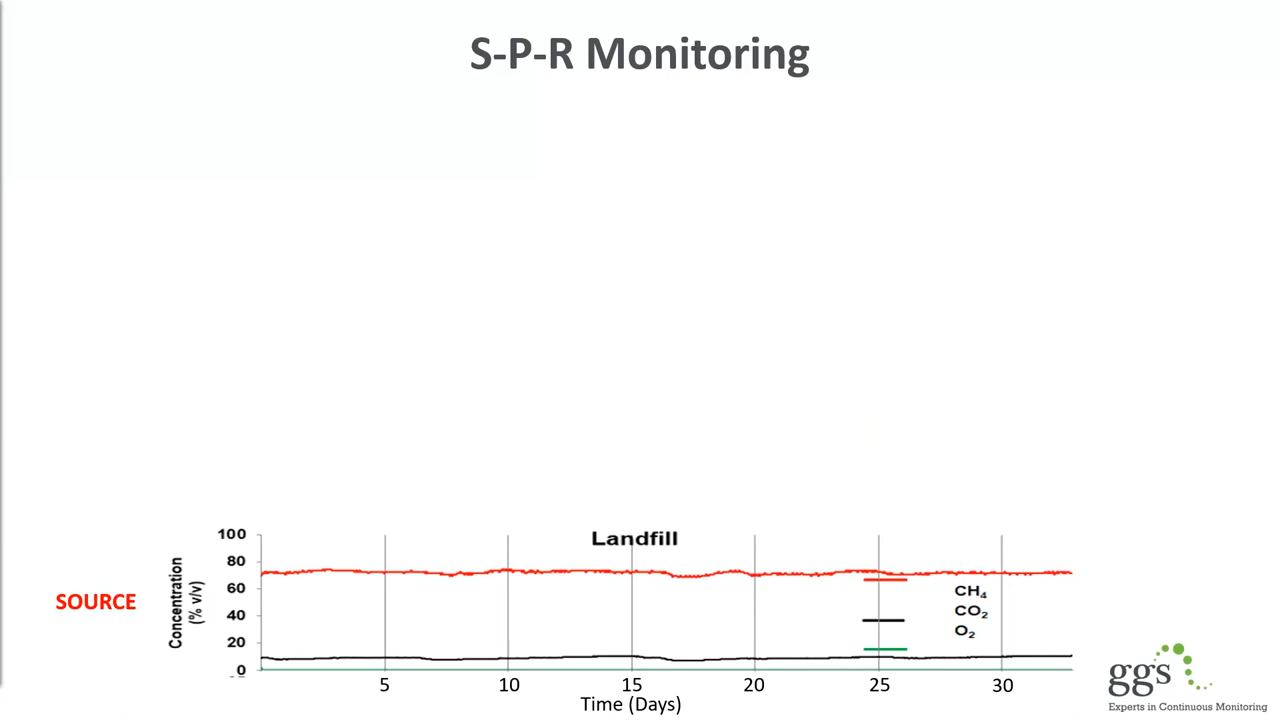 S-P-R Monitoring
Landfill
SOURCE
Concentration
(% v/v)
100
80
60
40
20
0
CH₄
CO₂
O₂
5 10 15 20 25 30
Time (Days)
ggs
Experts in Continuous Monitoring